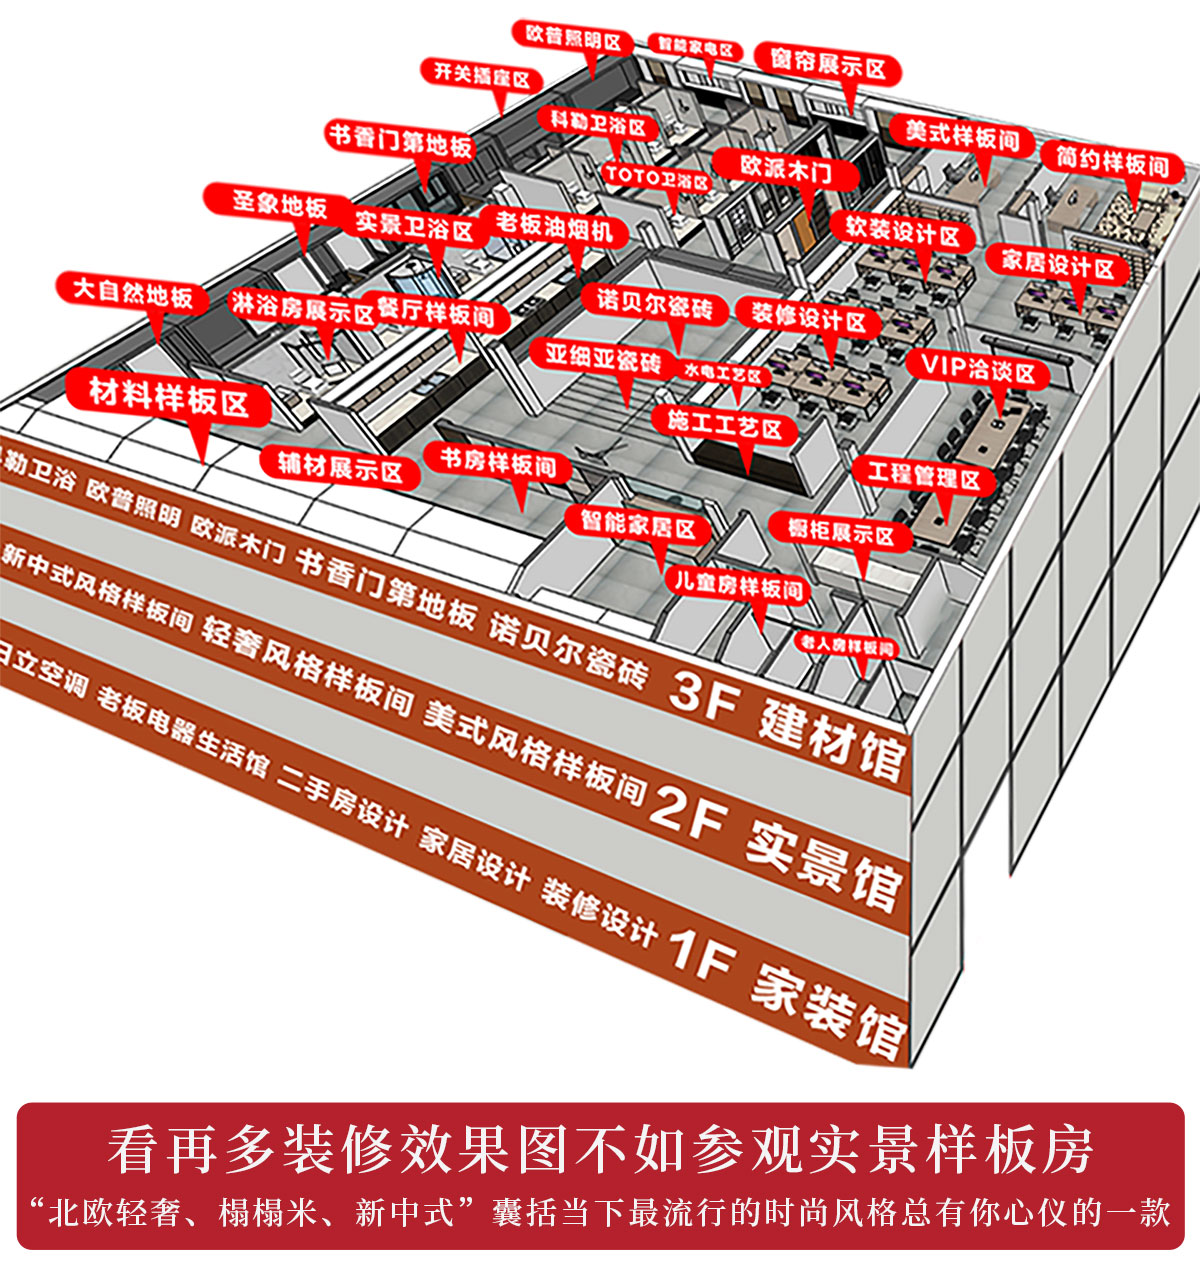 欧普照明区
智能家电区
窗帘展示区
开关插座区
科勒卫浴区
书香门第地板
美式样板间
简约样板间
TOTO卫浴区
欧派木门
圣象地板
实景卫浴区
老板油烟机
软装设计区
家居设计区
大自然地板
淋浴房展示区
餐厅样板间
诺贝尔瓷砖
装修设计区
亚细亚瓷砖
水电工艺区
VIP洽谈区
材料样板区
施工工艺区
辅材展示区
书房样板间
工程管理区
智能家居区
橱柜展示区
儿童房样板间
老人房样板间
勒卫浴 欧普照明 欧派木门 书香门第地板 诺贝尔瓷砖 3F 建材馆
新中式风格样板间 轻奢风格样板间 美式风格样板间 2F 实景馆
日立空调 老板电器生活馆 二手房设计 家居设计 装修设计 1F 家装馆
看再多装修效果图不如参观实景样板房
“北欧轻奢、榻榻米、新中式”囊括当下最流行的时尚风格总有你心仪的一款